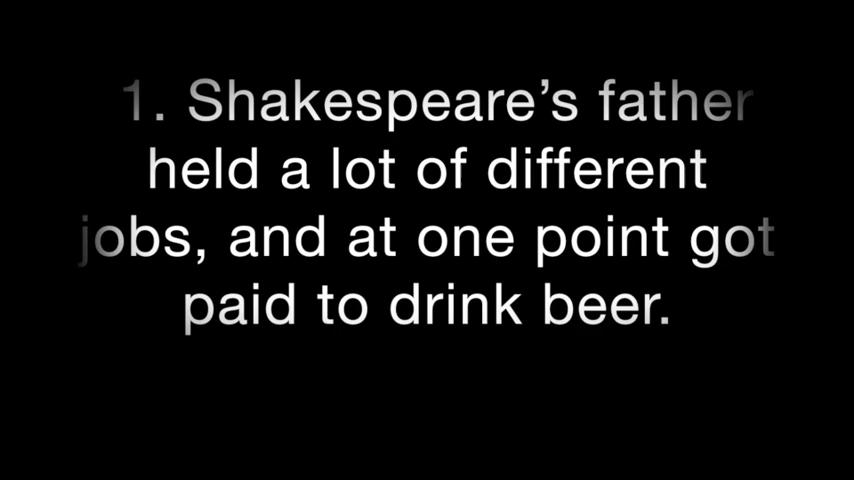 1. Shakespeare’s father
held a lot of different
jobs, and at one point got
paid to drink beer.